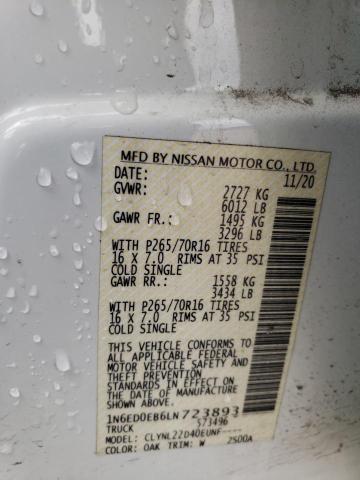 MFD BY NISSAN MOTOR CO., LTD.
DATE: 11/20
GVWR: 2727 KG
6012 LB
GAWR FR.: 1495 KG
3296 LB
WITH P265/70R16 TIRES
16 X 7.0 RIMS AT 35 PSI
COLD SINGLE
GAWR RR.: 1558 KG
3434 LB
WITH P265/70R16 TIRES
16 X 7.0 RIMS AT 35 PSI
COLD SINGLE
THIS VEHICLE CONFORMS TO
ALL APPLICABLE FEDERAL
MOTOR VEHICLE SAFETY AND
THEFT PREVENTION
STANDARDS IN EFFECT ON
THE DATE OF MANUFACTURE
SHOWN ABOVE.
1N6ED0EB6LN723893
TRUCK 573496
MODEL: CLYNL22D40EUNF----
COLOR: QAK TRIM: W 2500A